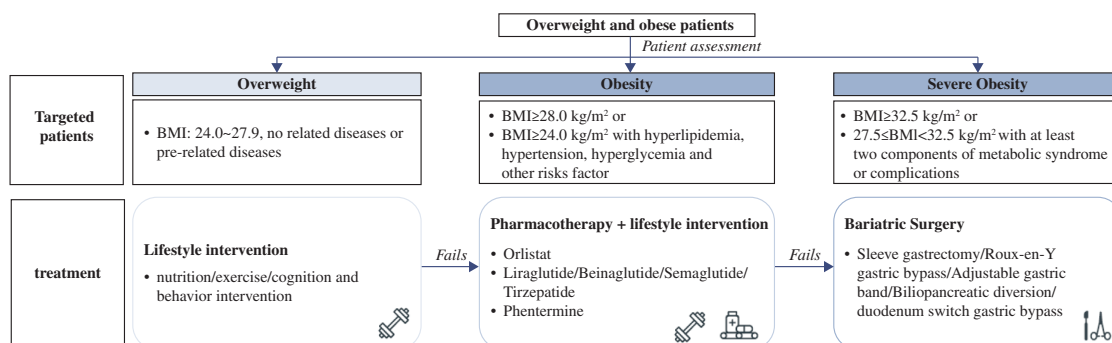 Overweight and obese patients
Patient assessment
Overweight
Obesity
Severe Obesity
Targeted
patients
• BMI: 24.0~27.9, no related diseases or
pre-related diseases
• BMI≥28.0 kg/m² or
• BMI≥24.0 kg/m² with hyperlipidemia,
hypertension, hyperglycemia and
other risks factor
• BMI≥32.5 kg/m² or
• 27.5≤BMI<32.5 kg/m² with at least
two components of metabolic syndrome
or complications
treatment
Lifestyle intervention
• nutrition/exercise/cognition and
behavior intervention
Fails
Pharmacotherapy + lifestyle intervention
• Orlistat
• Liraglutide/Beinaglutide/Semaglutide/
Tirzepatide
• Phentermine
Fails
Bariatric Surgery
• Sleeve gastrectomy/Roux-en-Y
gastric bypass/Adjustable gastric
band/Biliopancreatic diversion/
duodenum switch gastric bypass